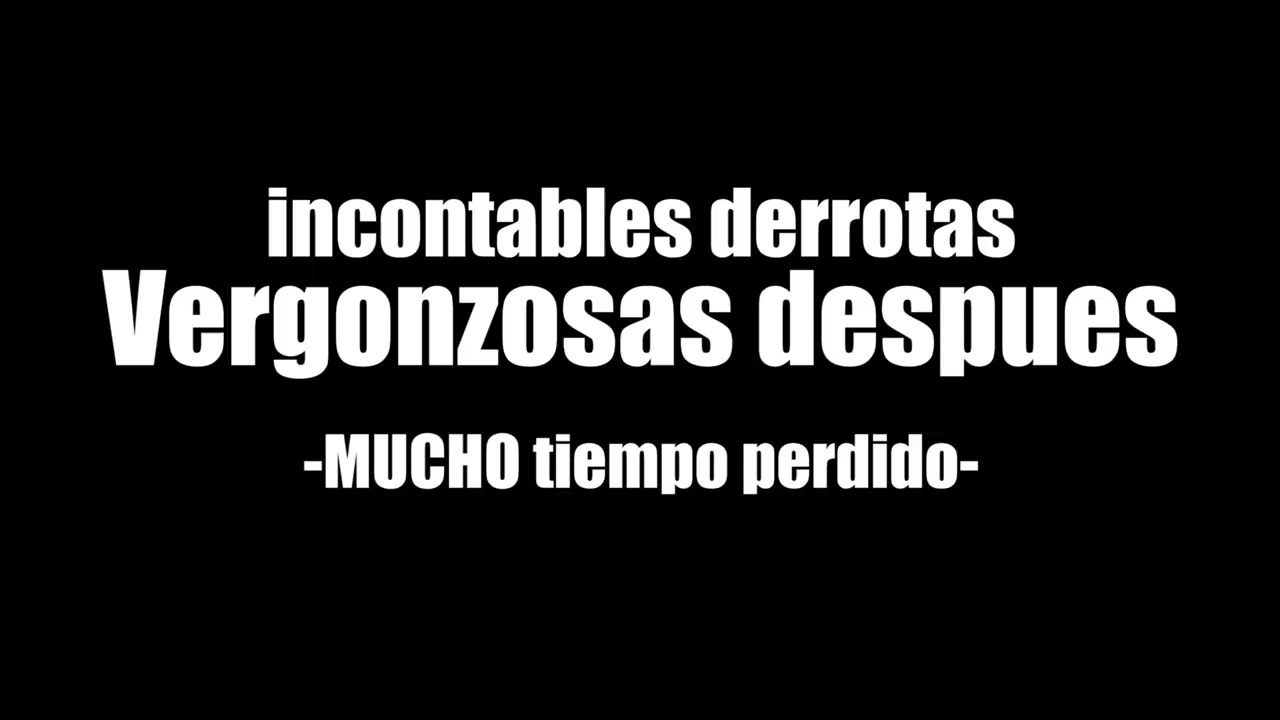 incontables derrotas
Vergonzosas despues
-MUCHO tiempo perdido-